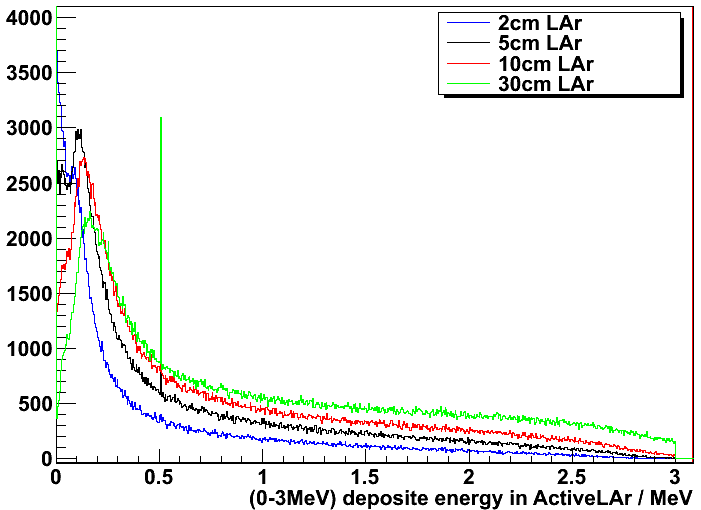 2cm LAr
5cm LAr
10cm LAr
30cm LAr
4000
3500
3000
2500
2000
1500
1000
500
0
0 0.5 1 1.5 2 2.5 3
(0-3MeV) deposite energy in ActiveLAr / MeV